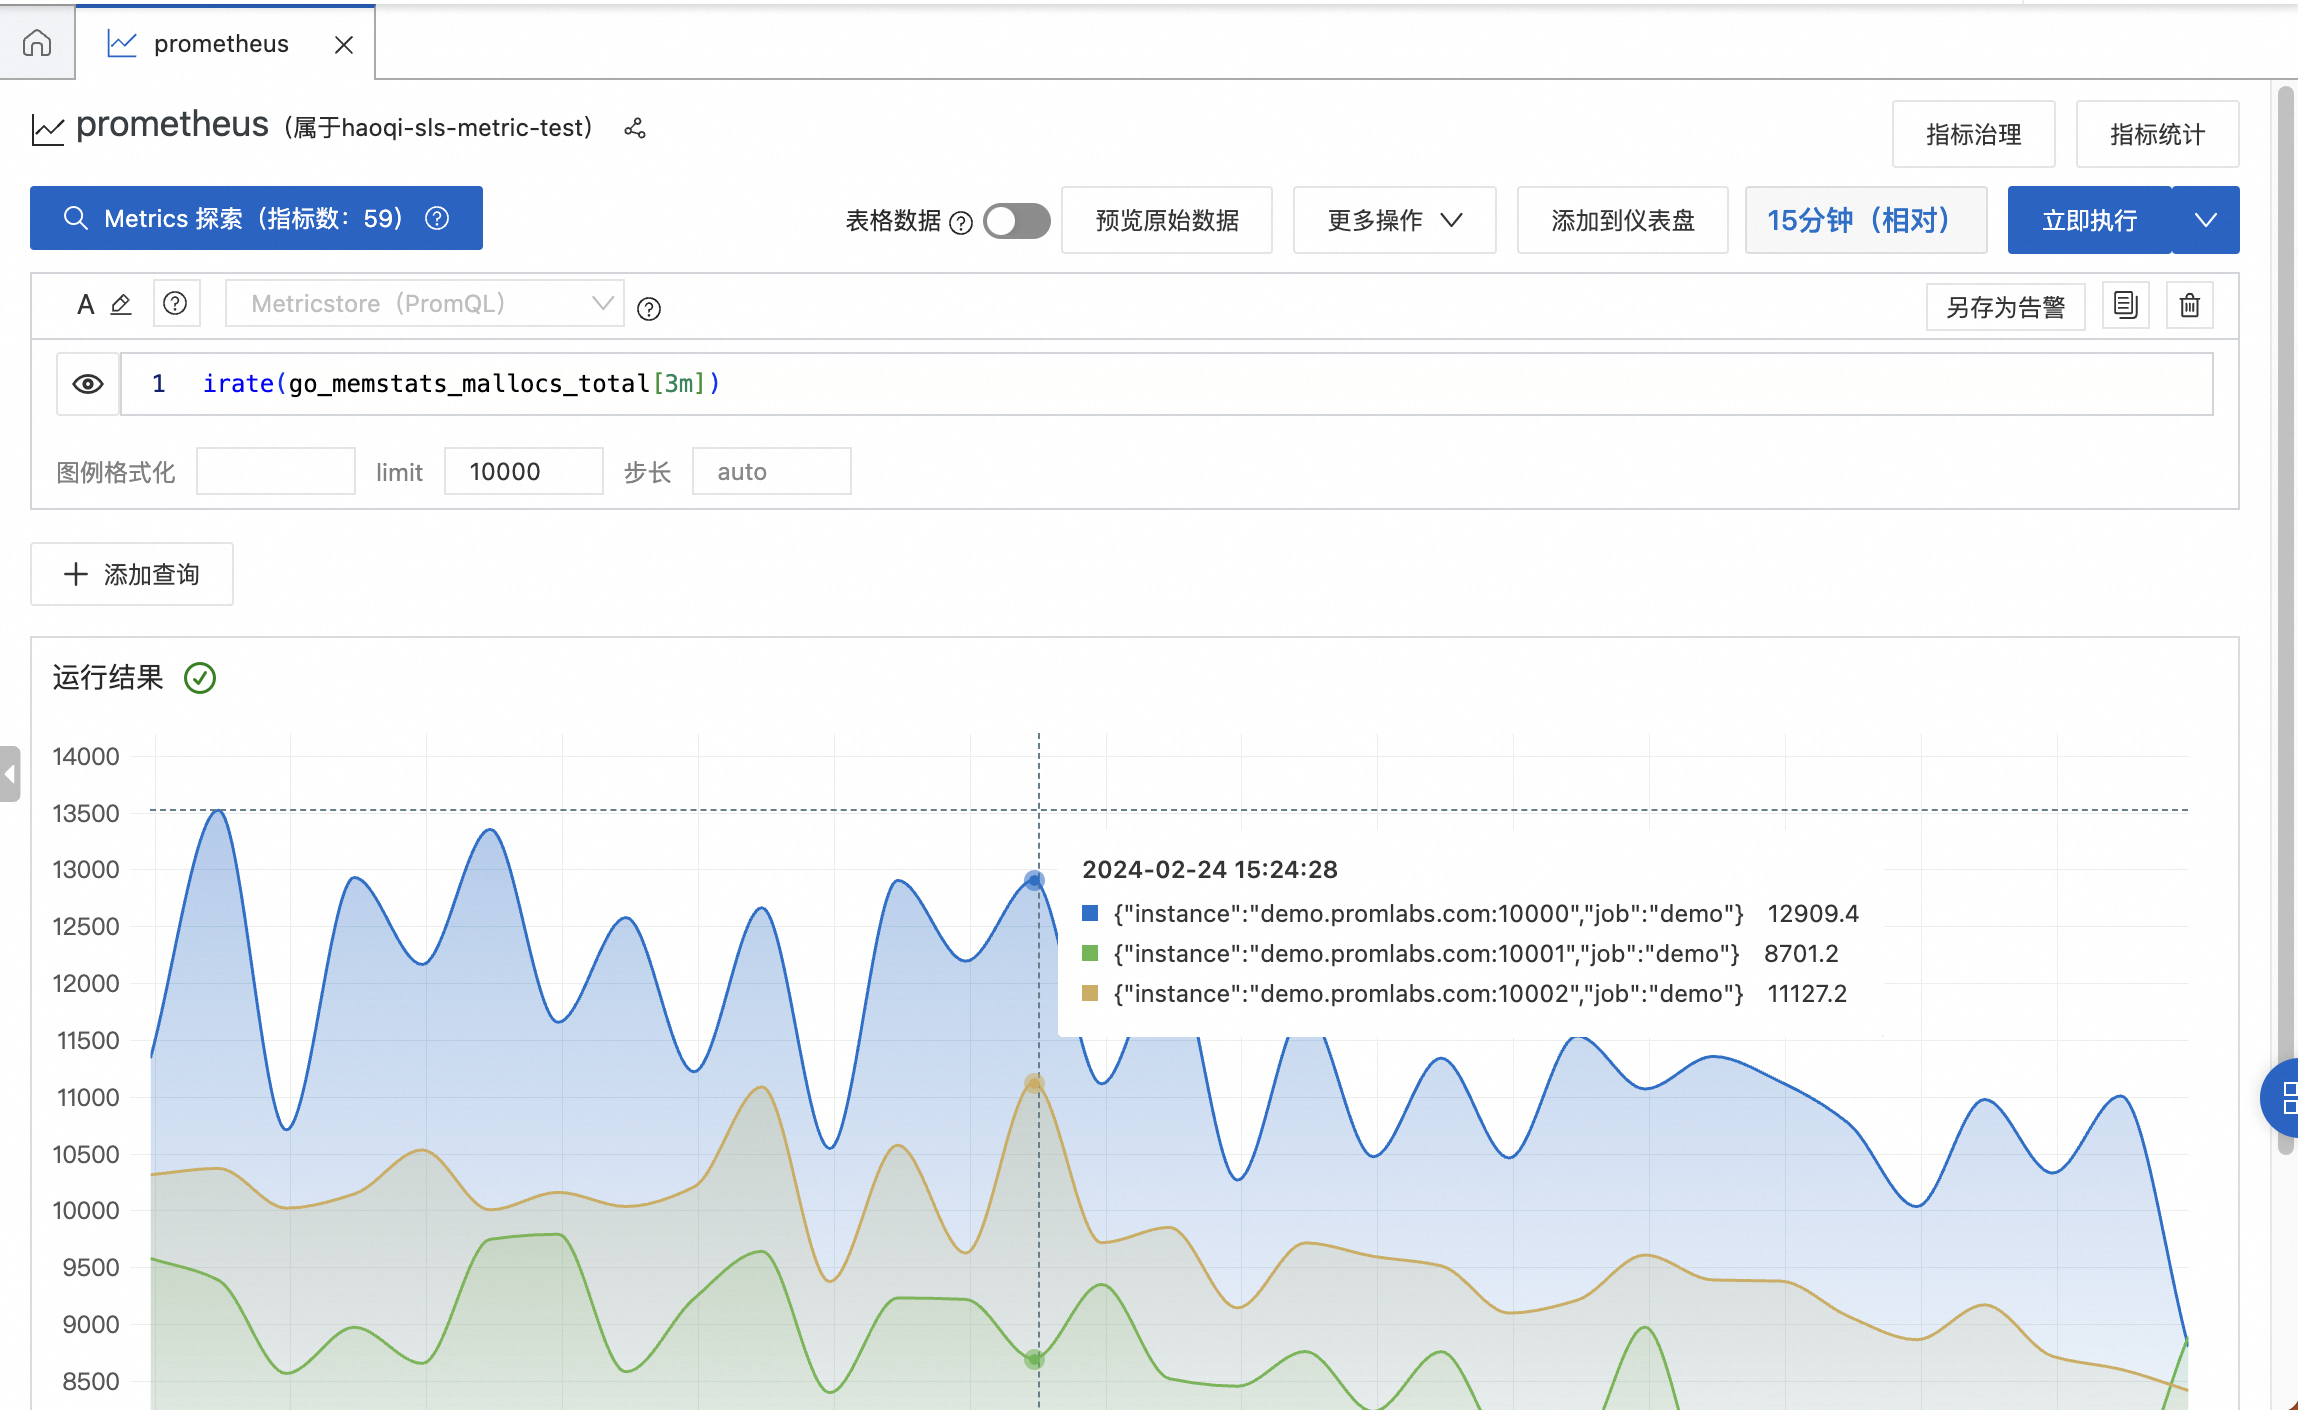 prometheus
prometheus（属于haoqi-sls-metric-test）
指标治理 指标统计
Metrics 探索（指标数：59）
表格数据 预览原始数据 更多操作 添加到仪表盘 15分钟（相对） 立即执行
A Metricstore（PromQL） 另存为告警
1 irate(go_memstats_mallocs_total[3m])
图例格式化 limit 10000 步长 auto
添加查询
运行结果
14000
13500
13000
12500
12000
11500
11000
10500
10000
9500
9000
8500
2024-02-24 15:24:28
{"instance":"demo.promlabs.com:10000","job":"demo"} 12909.4
{"instance":"demo.promlabs.com:10001","job":"demo"} 8701.2
{"instance":"demo.promlabs.com:10002","job":"demo"} 11127.2